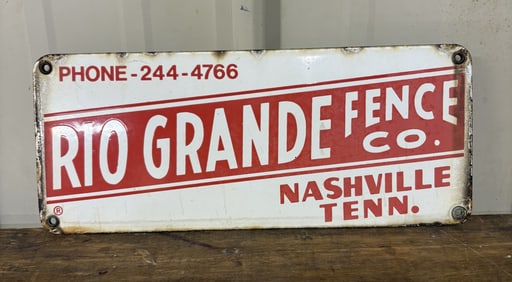 PHONE-244-4766
RIO GRANDE FENCE CO.
®
NASHVILLE
TENN.